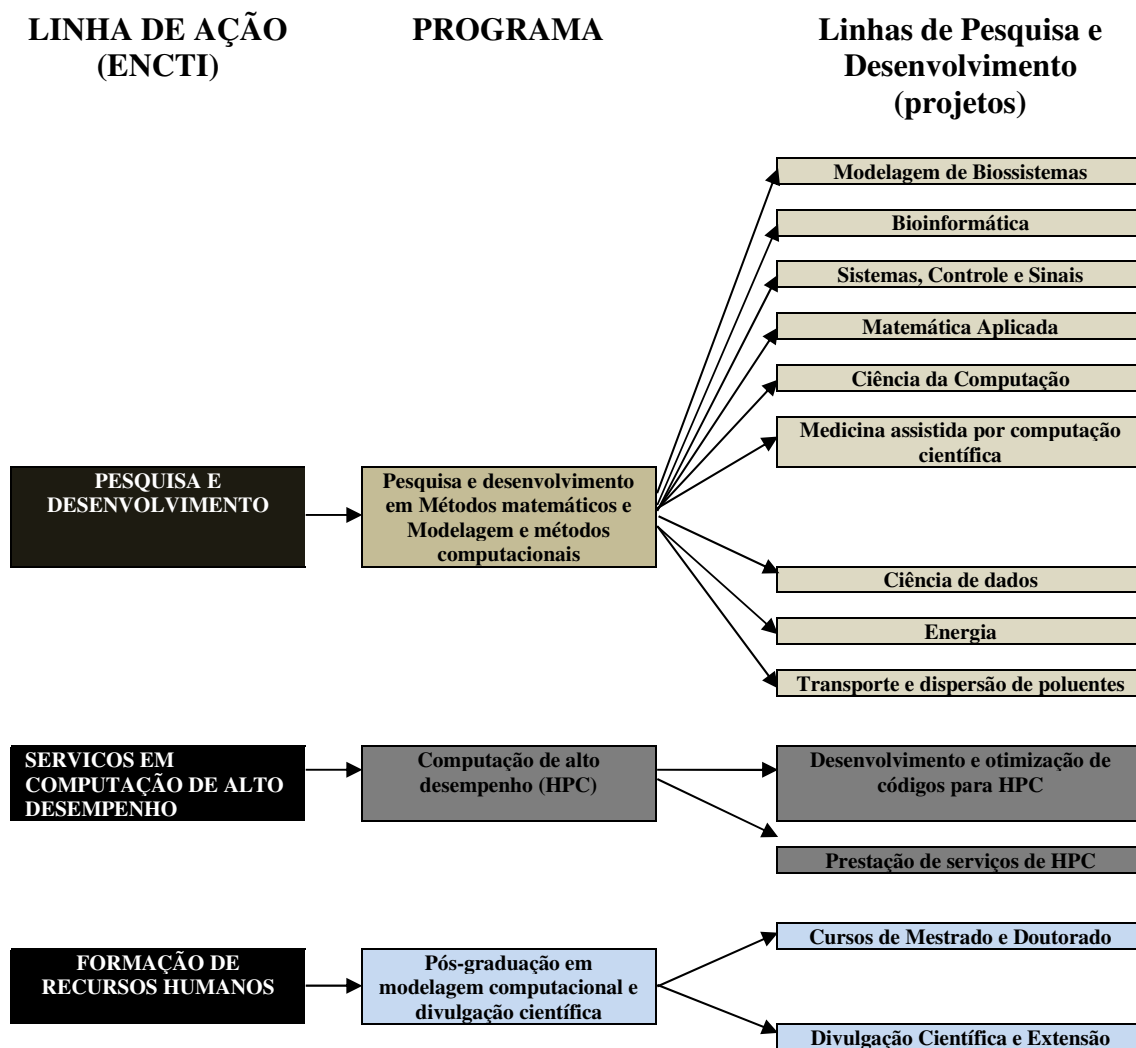 LINHA DE AÇÃO
(ENCTI)
PROGRAMA
Linhas de Pesquisa e
Desenvolvimento
(projetos)
Modelagem de Biossistemas
Bioinformática
Sistemas, Controle e Sinais
Matemática Aplicada
Ciência da Computação
Medicina assistida por computação
científica
PESQUISA E
DESENVOLVIMENTO
Pesquisa e desenvolvimento
em Métodos matemáticos e
Modelagem e métodos
computacionais
Ciência de dados
Energia
Transporte e dispersão de poluentes
SERVICOS EM
COMPUTAÇÃO DE ALTO
DESEMPENHO
Computação de alto
desempenho (HPC)
Desenvolvimento e otimização de
códigos para HPC
Prestação de serviços de HPC
FORMAÇÃO DE
RECURSOS HUMANOS
Pós-graduação em
modelagem computacional e
divulgação científica
Cursos de Mestrado e Doutorado
Divulgação Científica e Extensão